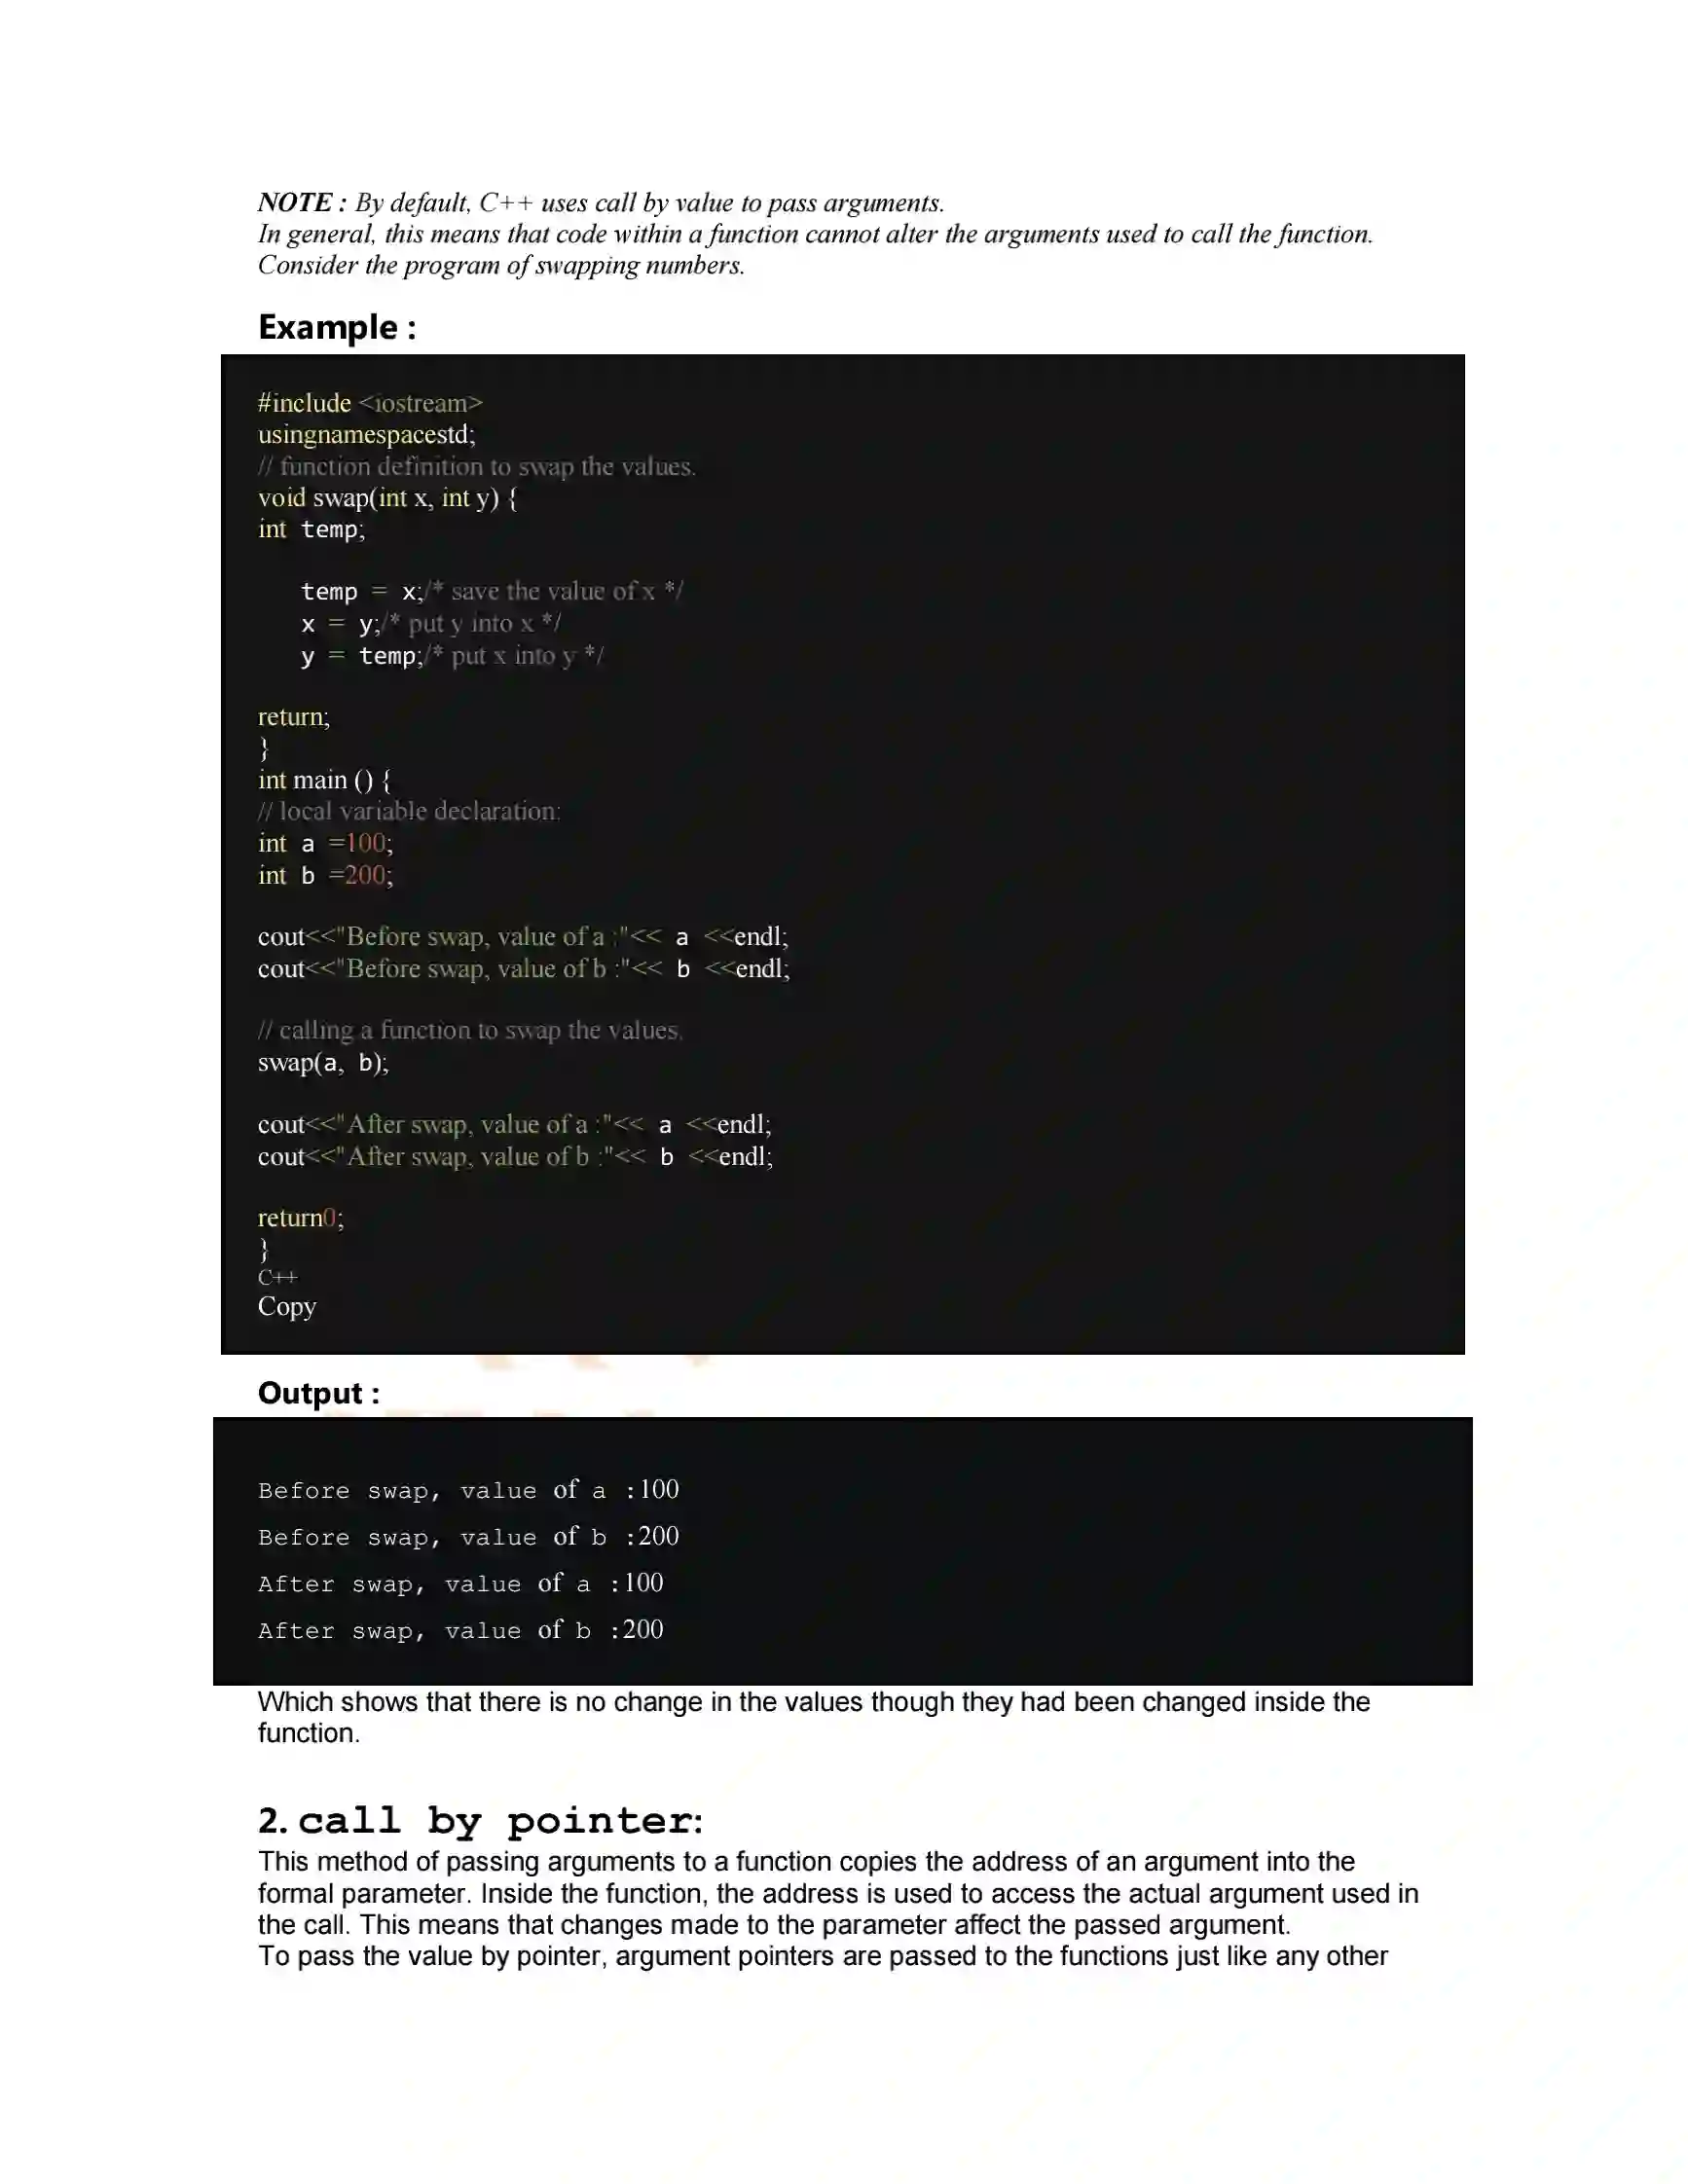 NOTE : By default, C++ uses call by value to pass arguments.
In general, this means that code within a function cannot alter the arguments used to call the function.
Consider the program of swapping numbers.
Example :
#include <iostream>
usingnamespacestd;
// function definition to swap the values.
void swap(int x, int y) {
int temp;
temp = x;/* save the value of x */
x = y;/* put y into x */
y = temp;/* put x into y */
return;
}
int main () {
// local variable declaration:
int a =100;
int b =200;
cout<<"Before swap, value of a :"<< a <<endl;
cout<<"Before swap, value of b :"<< b <<endl;
// calling a function to swap the values.
swap(a, b);
cout<<"After swap, value of a :"<< a <<endl;
cout<<"After swap, value of b :"<< b <<endl;
return0;
}
C++
Copy
Output :
Before swap, value of a :100
Before swap, value of b :200
After swap, value of a :100
After swap, value of b :200
Which shows that there is no change in the values though they had been changed inside the
function.
2. call by pointer:
This method of passing arguments to a function copies the address of an argument into the
formal parameter. Inside the function, the address is used to access the actual argument used in
the call. This means that changes made to the parameter affect the passed argument.
To pass the value by pointer, argument pointers are passed to the functions just like any other